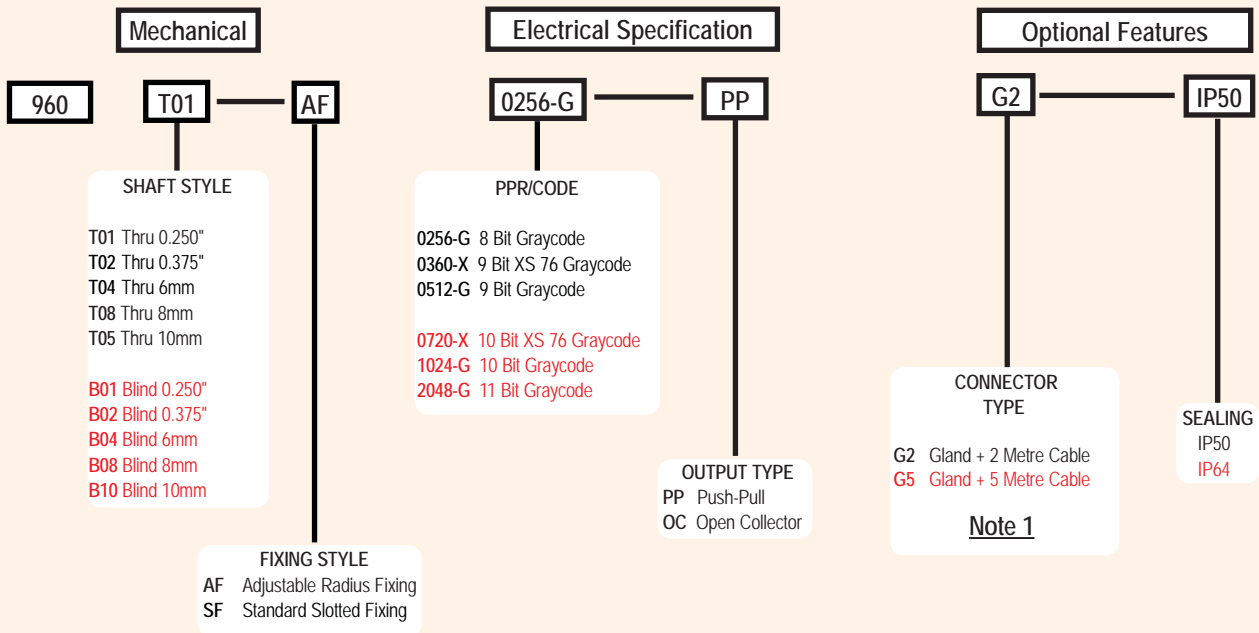 Mechanical
Electrical Specification
Optional Features
960
T01
AF
0256-G
PP
G2
IP50
SHAFT STYLE
T01 Thru 0.250"
T02 Thru 0.375"
T04 Thru 6mm
T08 Thru 8mm
T05 Thru 10mm
B01 Blind 0.250"
B02 Blind 0.375"
B04 Blind 6mm
B08 Blind 8mm
B10 Blind 10mm
FIXING STYLE
AF Adjustable Radius Fixing
SF Standard Slotted Fixing
PPR/CODE
0256-G 8 Bit Graycode
0360-X 9 Bit XS 76 Graycode
0512-G 9 Bit Graycode
0720-X 10 Bit XS 76 Graycode
1024-G 10 Bit Graycode
2048-G 11 Bit Graycode
OUTPUT TYPE
PP Push-Pull
OC Open Collector
CONNECTOR
TYPE
G2 Gland + 2 Metre Cable
G5 Gland + 5 Metre Cable
Note 1
SEALING
IP50
IP64